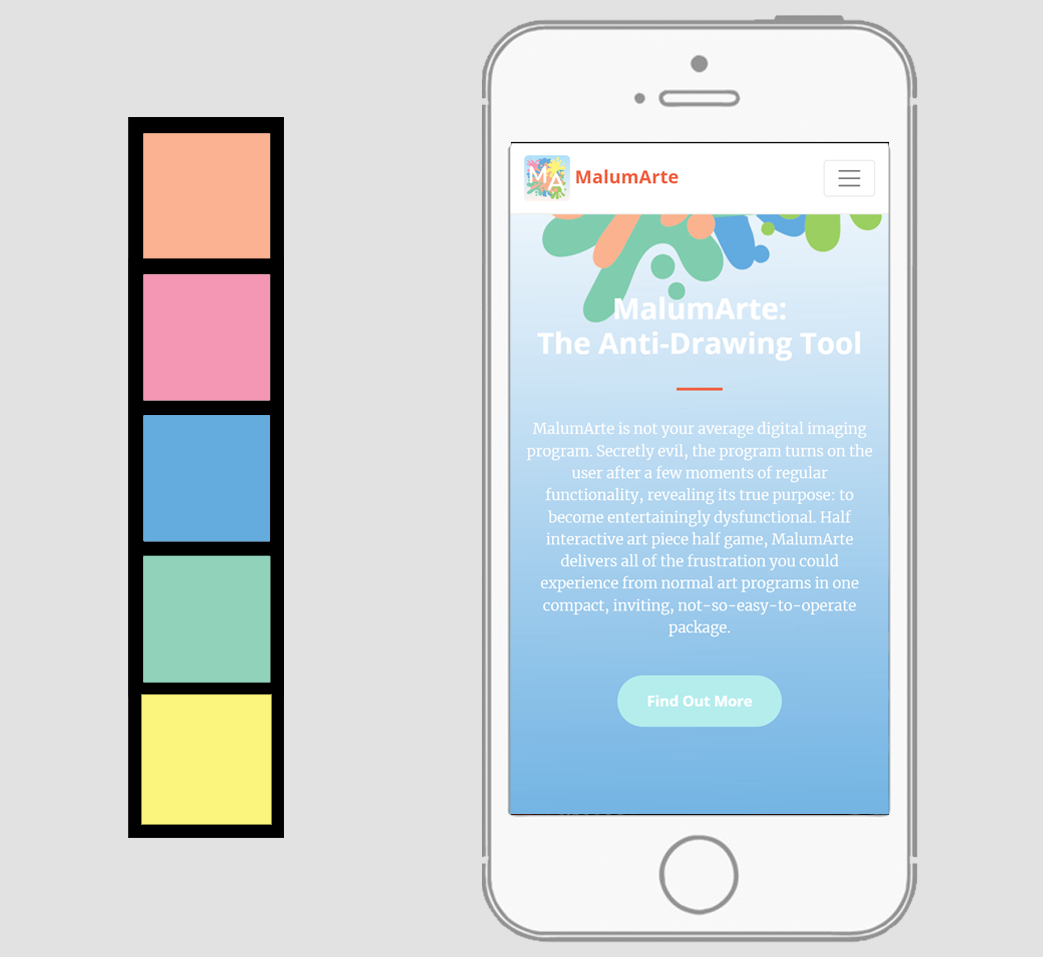 MA MalumArte
MalumArte:
The Anti-Drawing Tool
MalumArte is not your average digital imaging
program. Secretly evil, the program turns on the
user after a few moments of regular
functionality, revealing its true purpose: to
become entertainingly dysfunctional. Half
interactive art piece half game, MalumArte
delivers all of the frustration you could
experience from normal art programs in one
compact, inviting, not-so-easy-to-operate
package.
Find Out More